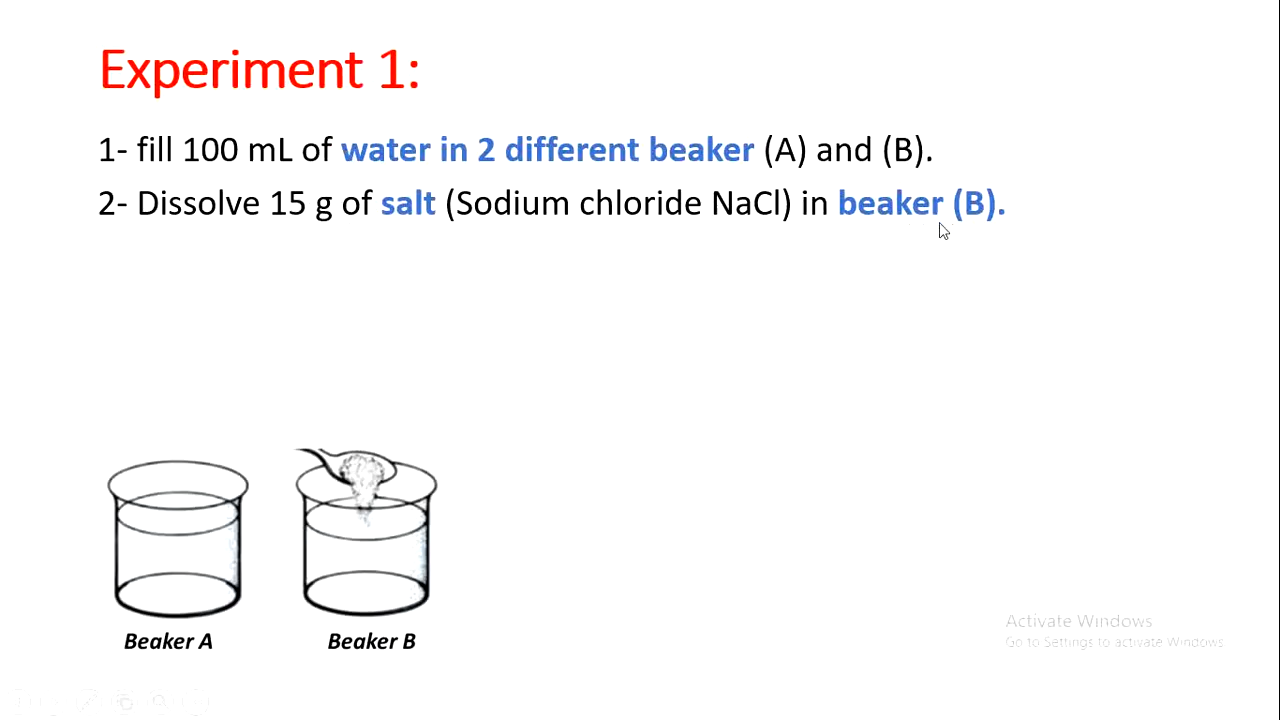 Experiment 1:
1- fill 100 mL of water in 2 different beaker (A) and (B).
2- Dissolve 15 g of salt (Sodium chloride NaCl) in beaker (B).
Beaker A
Beaker B
Activate Windows
Go to Settings to activate Windows